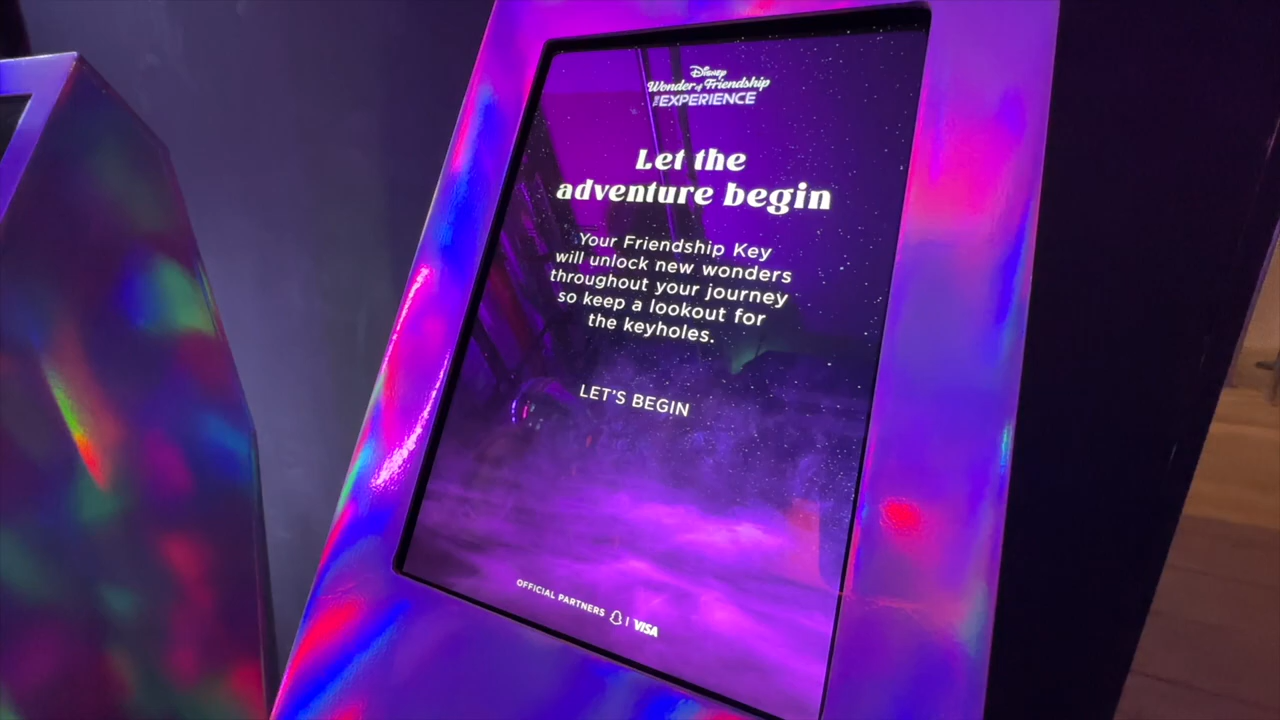 Disney
Wonder of Friendship
THE EXPERIENCE
Let the
adventure begin
Your Friendship Key
will unlock new wonders
throughout your journey
so keep a lookout for
the keyholes.
LET'S BEGIN
OFFICIAL PARTNERS | VISA